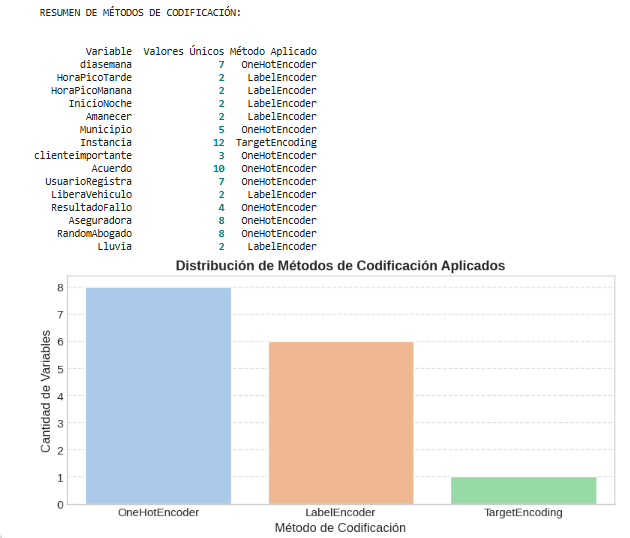 RESUMEN DE MÉTODOS DE CODIFICACIÓN:
Variable Valores Únicos Método Aplicado
diasemana 7 OneHotEncoder
HoraPicoTarde 2 LabelEncoder
HoraPicoManana 2 LabelEncoder
InicioNoche 2 LabelEncoder
Amanecer 2 LabelEncoder
Municipio 5 OneHotEncoder
Instancia 12 TargetEncoding
clienteimportante 3 OneHotEncoder
Acuerdo 10 OneHotEncoder
UsuarioRegistra 7 OneHotEncoder
LiberaVehiculo 2 LabelEncoder
ResultadoFallo 4 OneHotEncoder
Aseguradora 8 OneHotEncoder
RandomAbogado 8 OneHotEncoder
Lluvia 2 LabelEncoder
Distribución de Métodos de Codificación Aplicados
8
7
6
5
4
3
2
1
0
Cantidad de Variables
OneHotEncoder LabelEncoder TargetEncoding
Método de Codificación